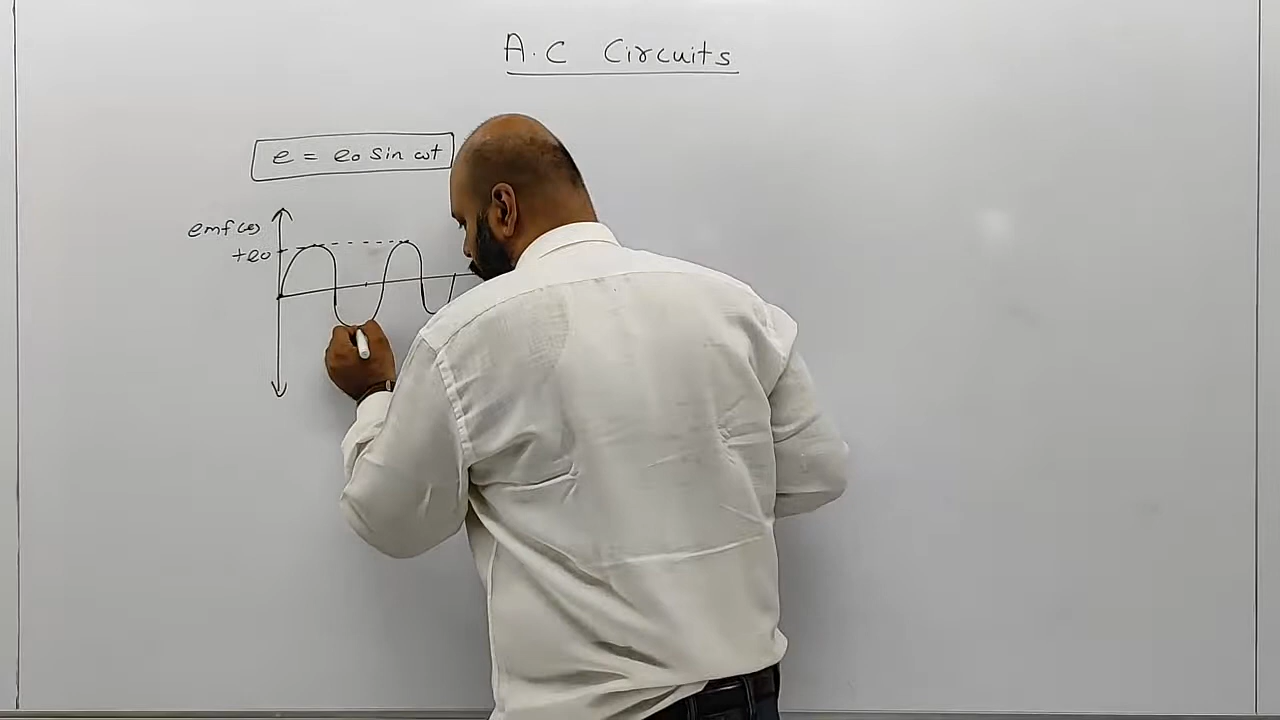 A.C Circuits
e = e₀ sin ωt
emf(e)
+e₀